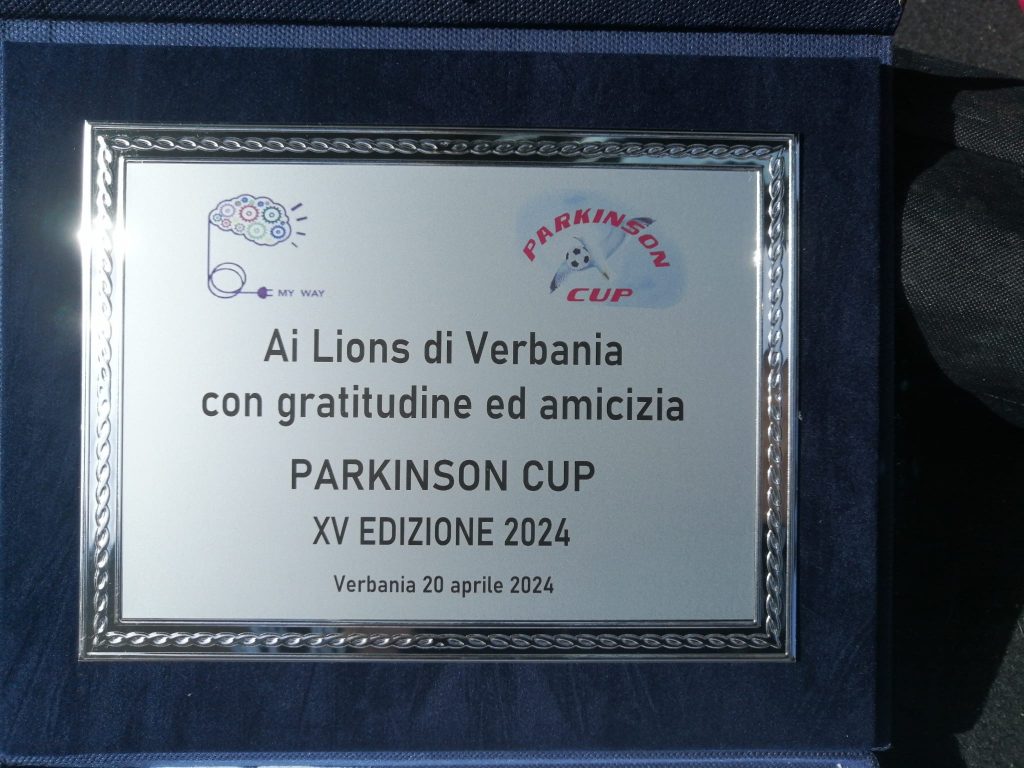 MY WAY
PARKINSON
CUP
Ai Lions di Verbania
con gratitudine ed amicizia
PARKINSON CUP
XV EDIZIONE 2024
Verbania 20 aprile 2024